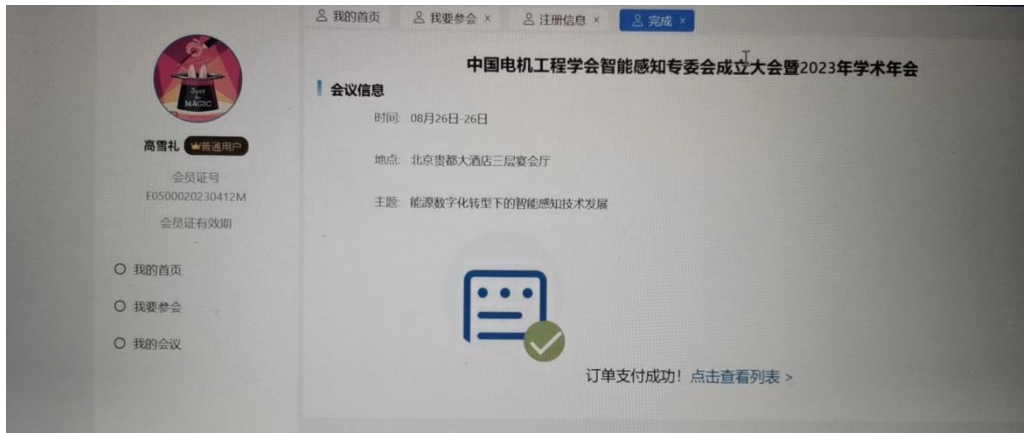 我的首页 我要参会 × 注册信息 × 完成 ×
中国电机工程学会智能感知专委会成立大会暨2023年学术年会
会议信息
时间: 08月26日-26日
地点: 北京贵都大酒店三层宴会厅
主题: 能源数字化转型下的智能感知技术发展
Just
do
MAGIC
高雪礼 普通用户
会员证号
E0500020230412M
会员证有效期
-
我的首页
我要参会
我的会议
订单支付成功! 点击查看列表 >